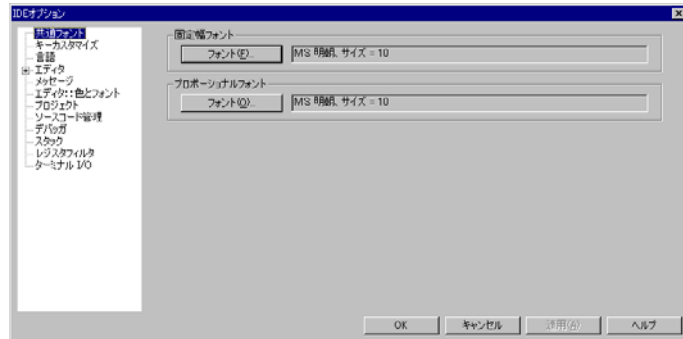 IDEオプション
共通フォント
キーカスタマイズ
言語
エディタ
メッセージ
エディタ::色とフォント
プロジェクト
ソースコード管理
デバッガ
スタック
レジスタフィルタ
ターミナル I/O
固定幅フォント
フォント(F)...
MS 明朝, サイズ = 10
プロポーショナルフォント
フォント(O)...
MS 明朝, サイズ = 10
OK
キャンセル
適用(A)
ヘルプ